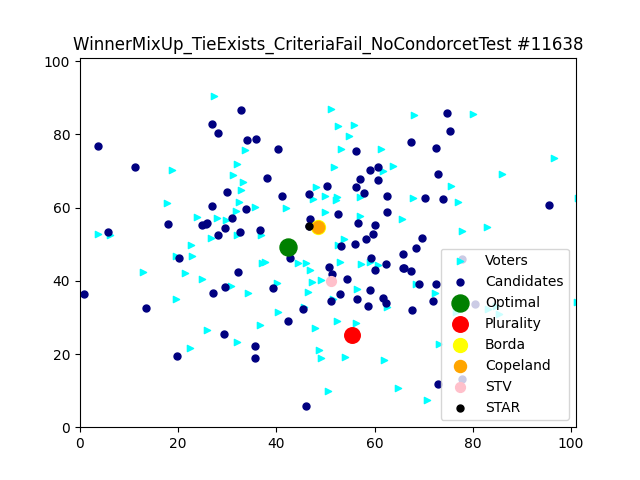 WinnerMixUp_TieExists_CriteriaFail_NoCondorcetTest #11638
100
80
60
40
20
0
0 20 40 60 80 100
Voters
Candidates
Optimal
Plurality
Borda
Copeland
STV
STAR